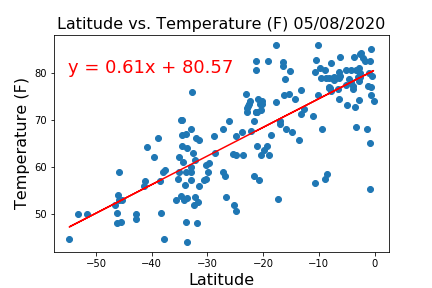 Latitude vs. Temperature (F) 05/08/2020
y = 0.61x + 80.57
Temperature (F)
80
70
60
50
−50
−40
−30
−20
−10
0
Latitude